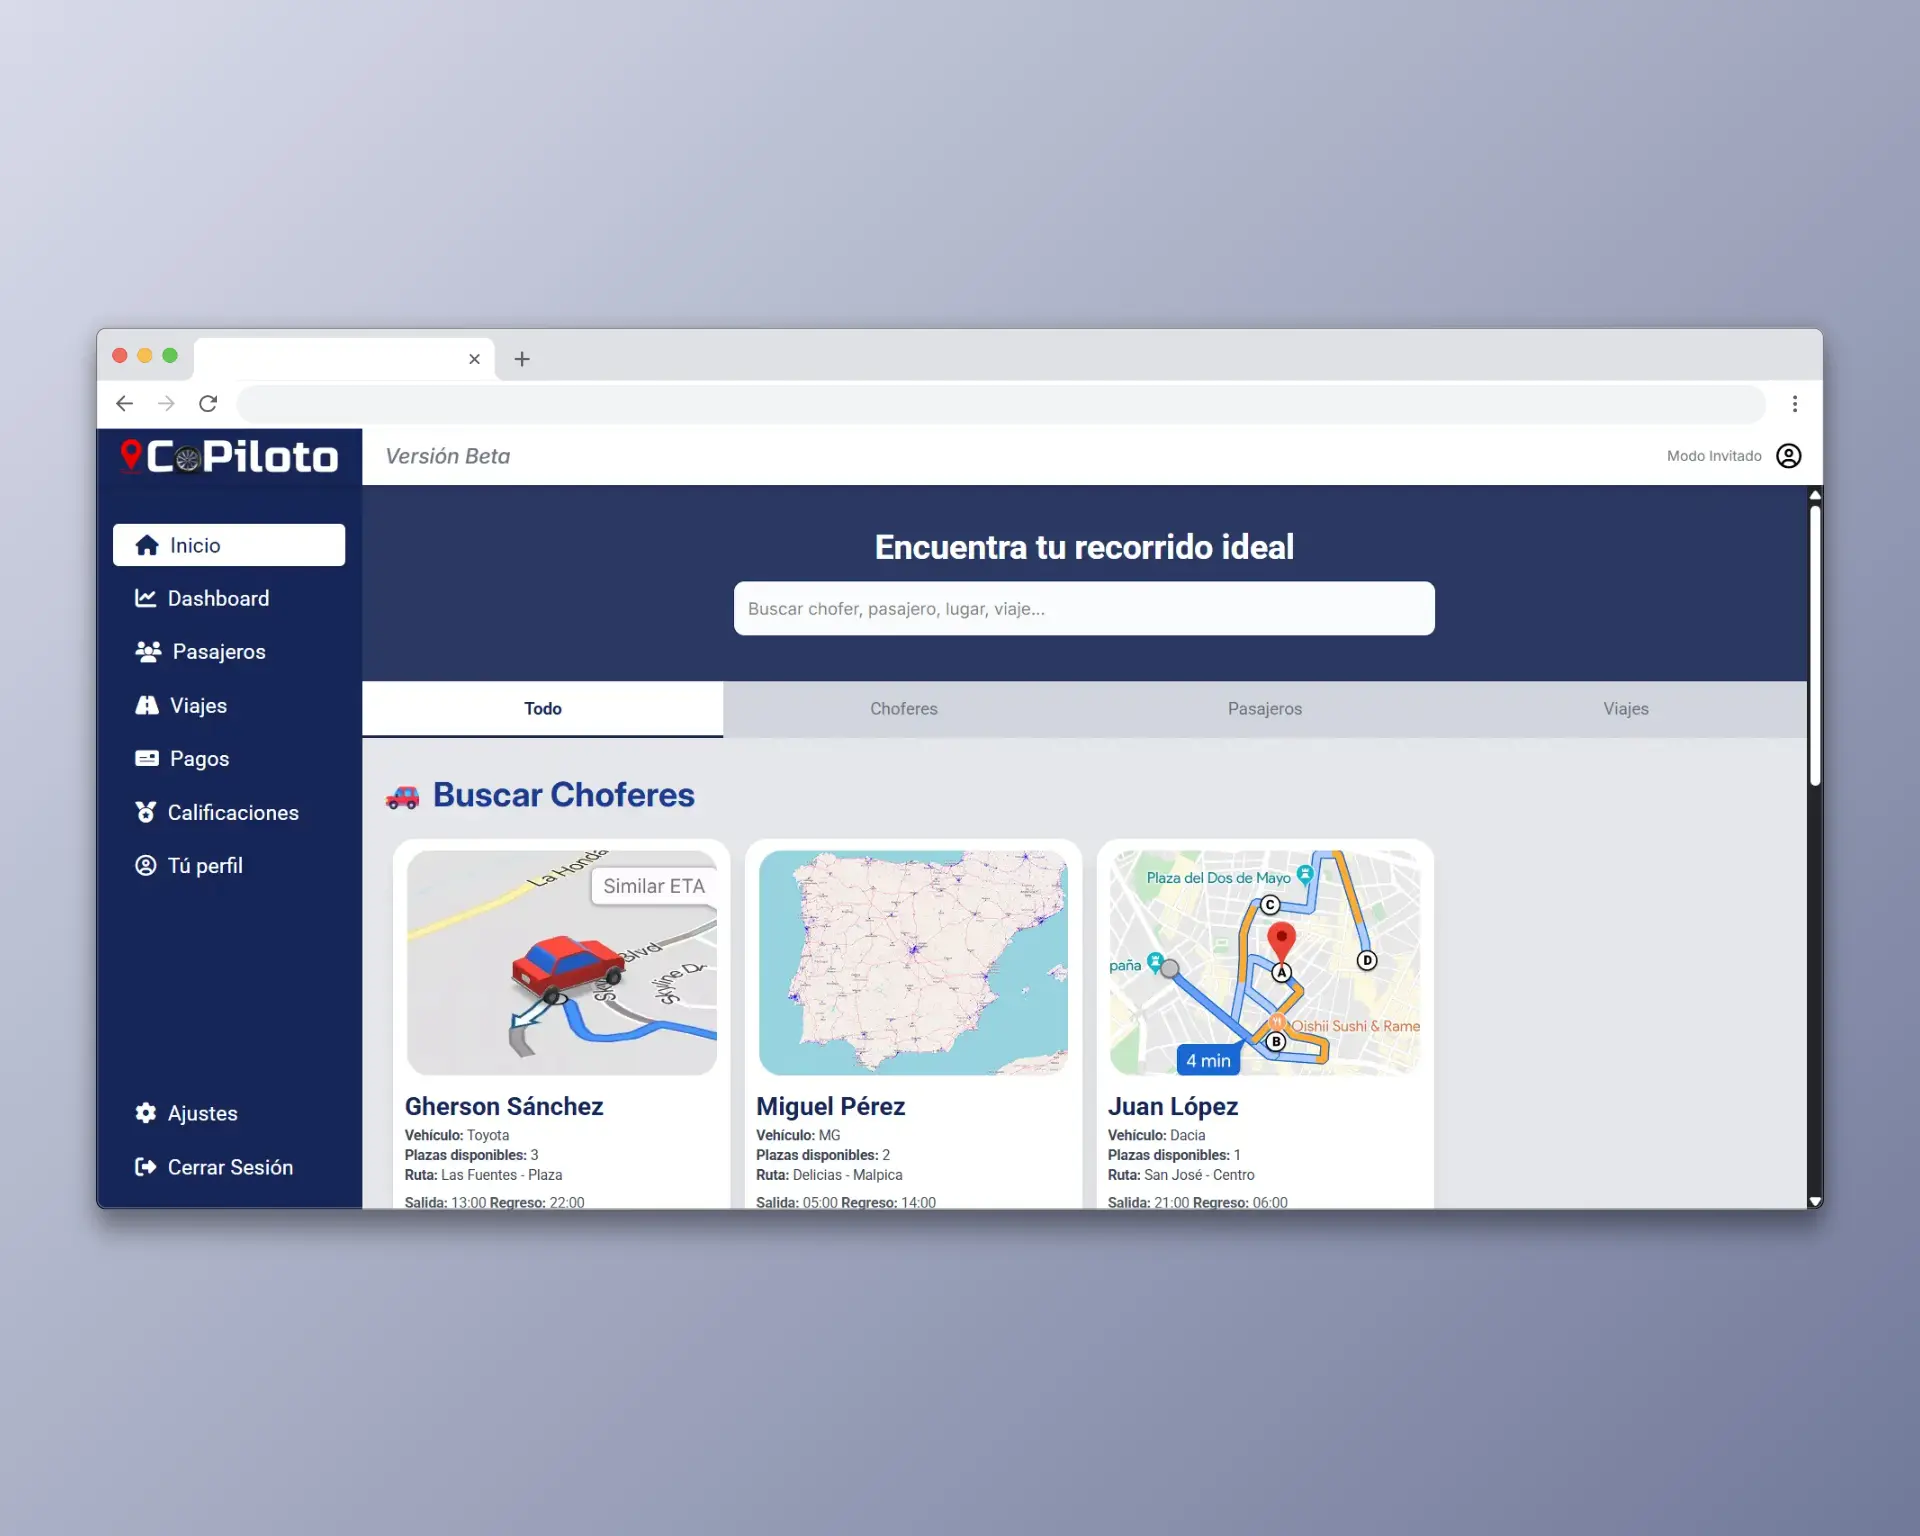 CoPiloto
Versión Beta
Modo Invitado
Inicio
Dashboard
Pasajeros
Viajes
Pagos
Calificaciones
Tú perfil
Ajustes
Cerrar Sesión
Encuentra tu recorrido ideal
Buscar chofer, pasajero, lugar, viaje...
Todo
Choferes
Pasajeros
Viajes
Buscar Choferes
La Honda
Similar ETA
Blvd
Skyline Dr
Gherson Sánchez
Vehículo: Toyota
Plazas disponibles: 3
Ruta: Las Fuentes - Plaza
Salida: 13:00 Regreso: 22:00
Miguel Pérez
Vehículo: MG
Plazas disponibles: 2
Ruta: Delicias - Malpica
Salida: 05:00 Regreso: 14:00
Plaza del Dos de Mayo
C
paña
A
D
Oishii Sushi & Rame
B
4 min
Juan López
Vehículo: Dacia
Plazas disponibles: 1
Ruta: San José - Centro
Salida: 21:00 Regreso: 06:00